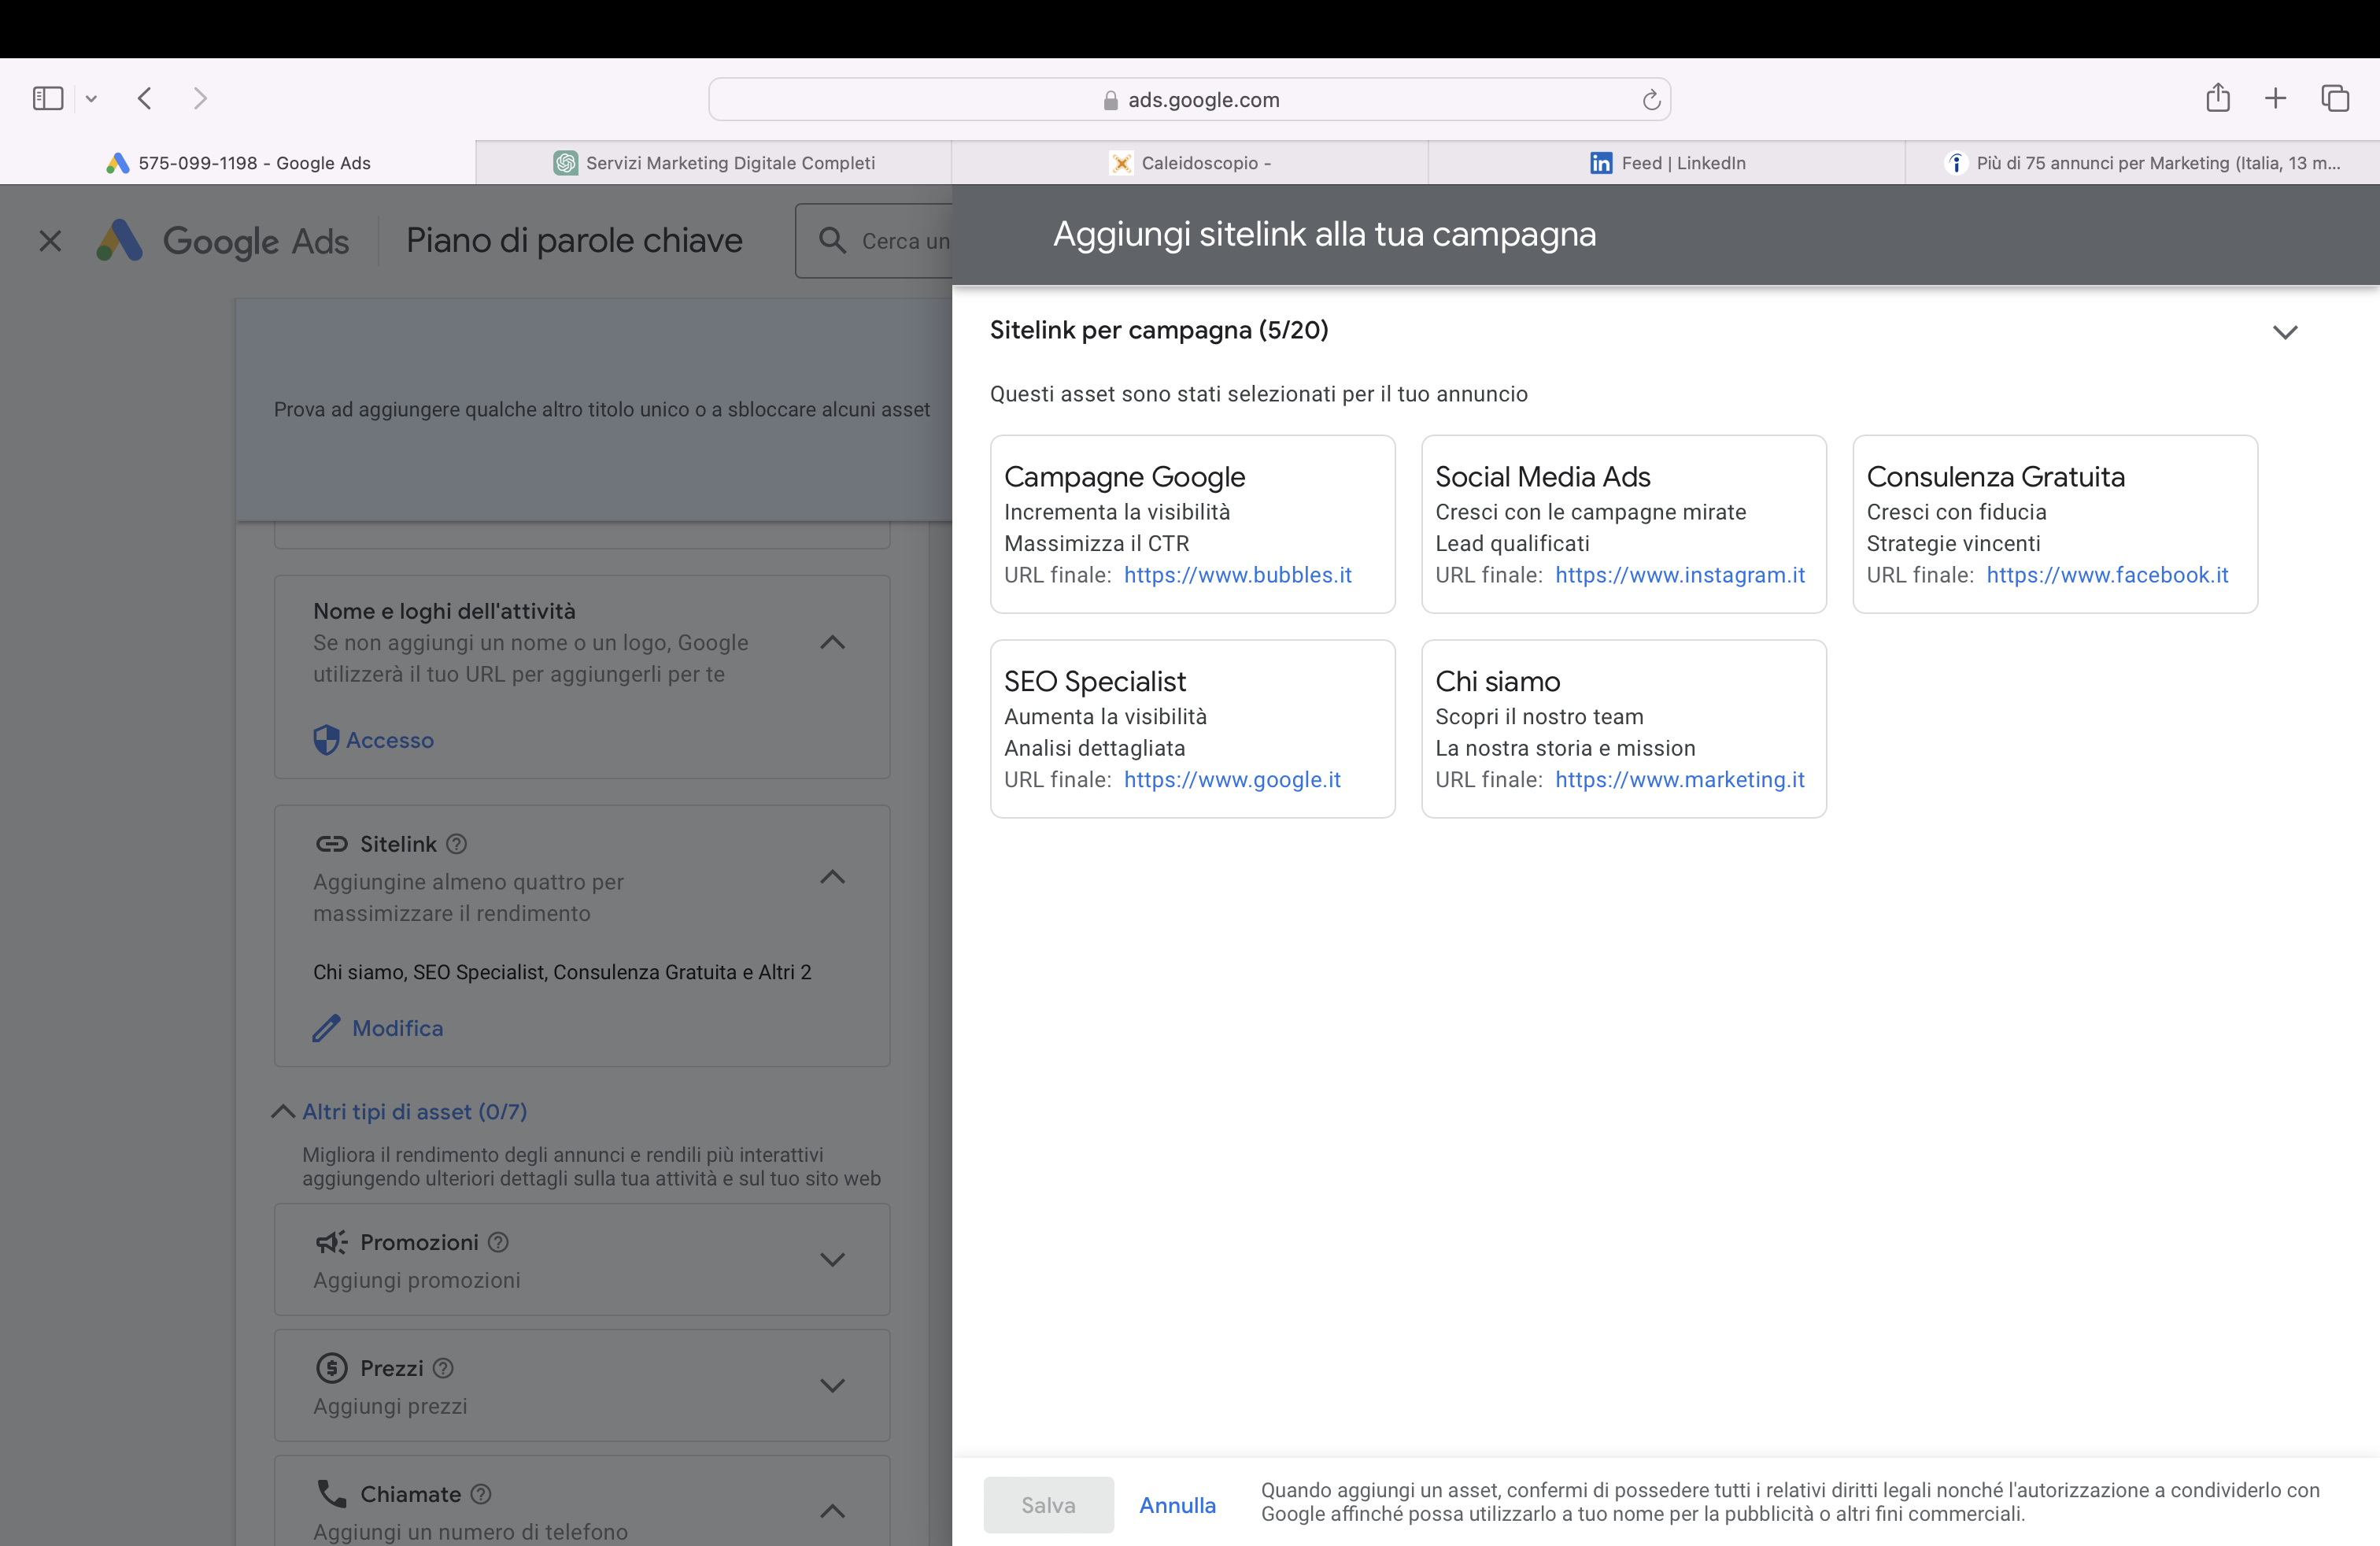 ads.google.com
575-099-1198 - Google Ads
Servizi Marketing Digitale Completi
Caleidoscopio -
Feed | LinkedIn
Più di 75 annunci per Marketing (Italia, 13 m...
Google Ads
Piano di parole chiave
Cerca un
Prova ad aggiungere qualche altro titolo unico o a sbloccare alcuni asset
Nome e loghi dell'attività
Se non aggiungi un nome o un logo, Google
utilizzerà il tuo URL per aggiungerli per te
Accesso
Sitelink
Aggiungine almeno quattro per
massimizzare il rendimento
Chi siamo, SEO Specialist, Consulenza Gratuita e Altri 2
Modifica
Altri tipi di asset (0/7)
Migliora il rendimento degli annunci e rendili più interattivi
aggiungendo ulteriori dettagli sulla tua attività e sul tuo sito web
Promozioni
Aggiungi promozioni
Prezzi
Aggiungi prezzi
Chiamate
Aggiungi un numero di telefono
Aggiungi sitelink alla tua campagna
Sitelink per campagna (5/20)
Questi asset sono stati selezionati per il tuo annuncio
Campagne Google
Incrementa la visibilità
Massimizza il CTR
URL finale: https://www.bubbles.it
Social Media Ads
Cresci con le campagne mirate
Lead qualificati
URL finale: https://www.instagram.it
Consulenza Gratuita
Cresci con fiducia
Strategie vincenti
URL finale: https://www.facebook.it
SEO Specialist
Aumenta la visibilità
Analisi dettagliata
URL finale: https://www.google.it
Chi siamo
Scopri il nostro team
La nostra storia e mission
URL finale: https://www.marketing.it
Salva
Annulla
Quando aggiungi un asset, confermi di possedere tutti i relativi diritti legali nonché l'autorizzazione a condividerlo con
Google affinché possa utilizzarlo a tuo nome per la pubblicità o altri fini commerciali.